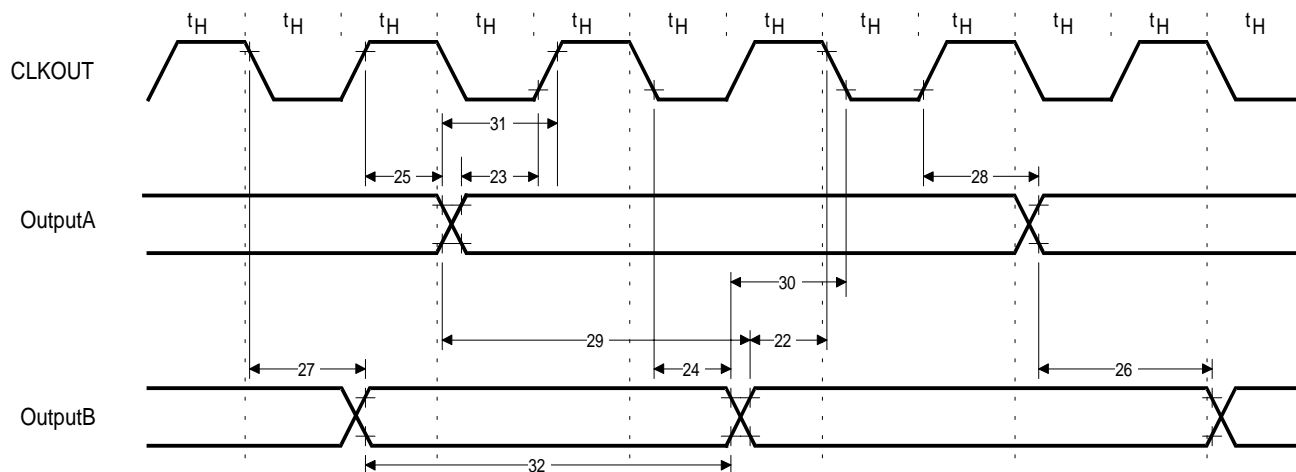 tH tH tH tH tH tH tH tH tH tH tH tH
CLKOUT
31
25 23 28
OutputA
30
29 22
27 24 26
OutputB
32